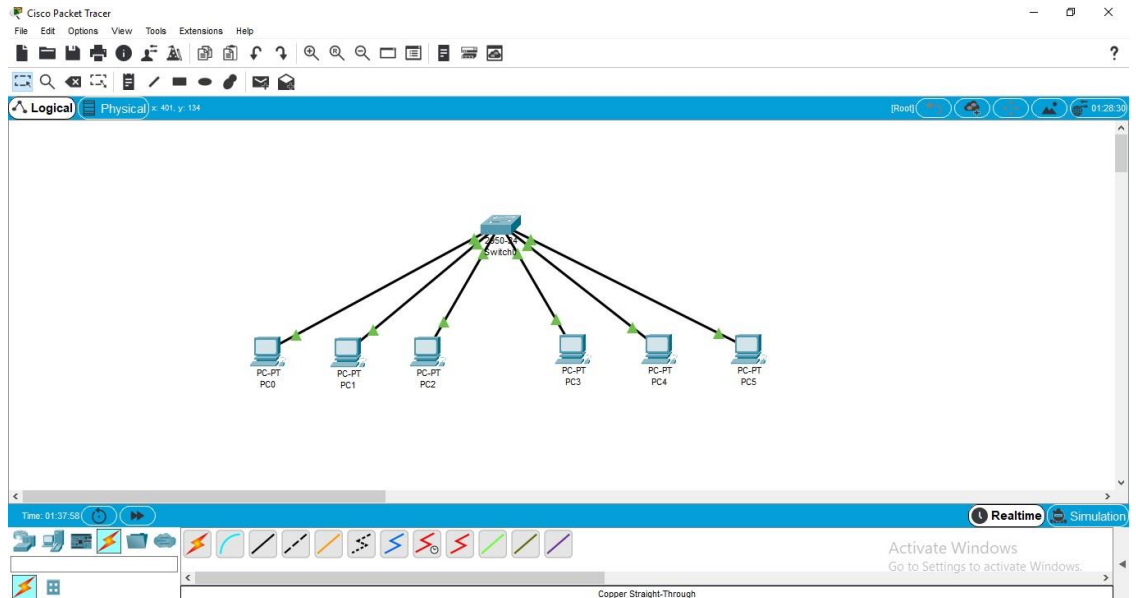 Cisco Packet Tracer
File Edit Options View Tools Extensions Help
?
Logical Physical x: 401, y: 134 [Root] 01:28:30
2950-24
Switch0
PC-PT
PC0
PC-PT
PC1
PC-PT
PC2
PC-PT
PC3
PC-PT
PC4
PC-PT
PC5
Time: 01:37:58 Realtime Simulation
Activate Windows
Go to Settings to activate Windows.
Copper Straight-Through